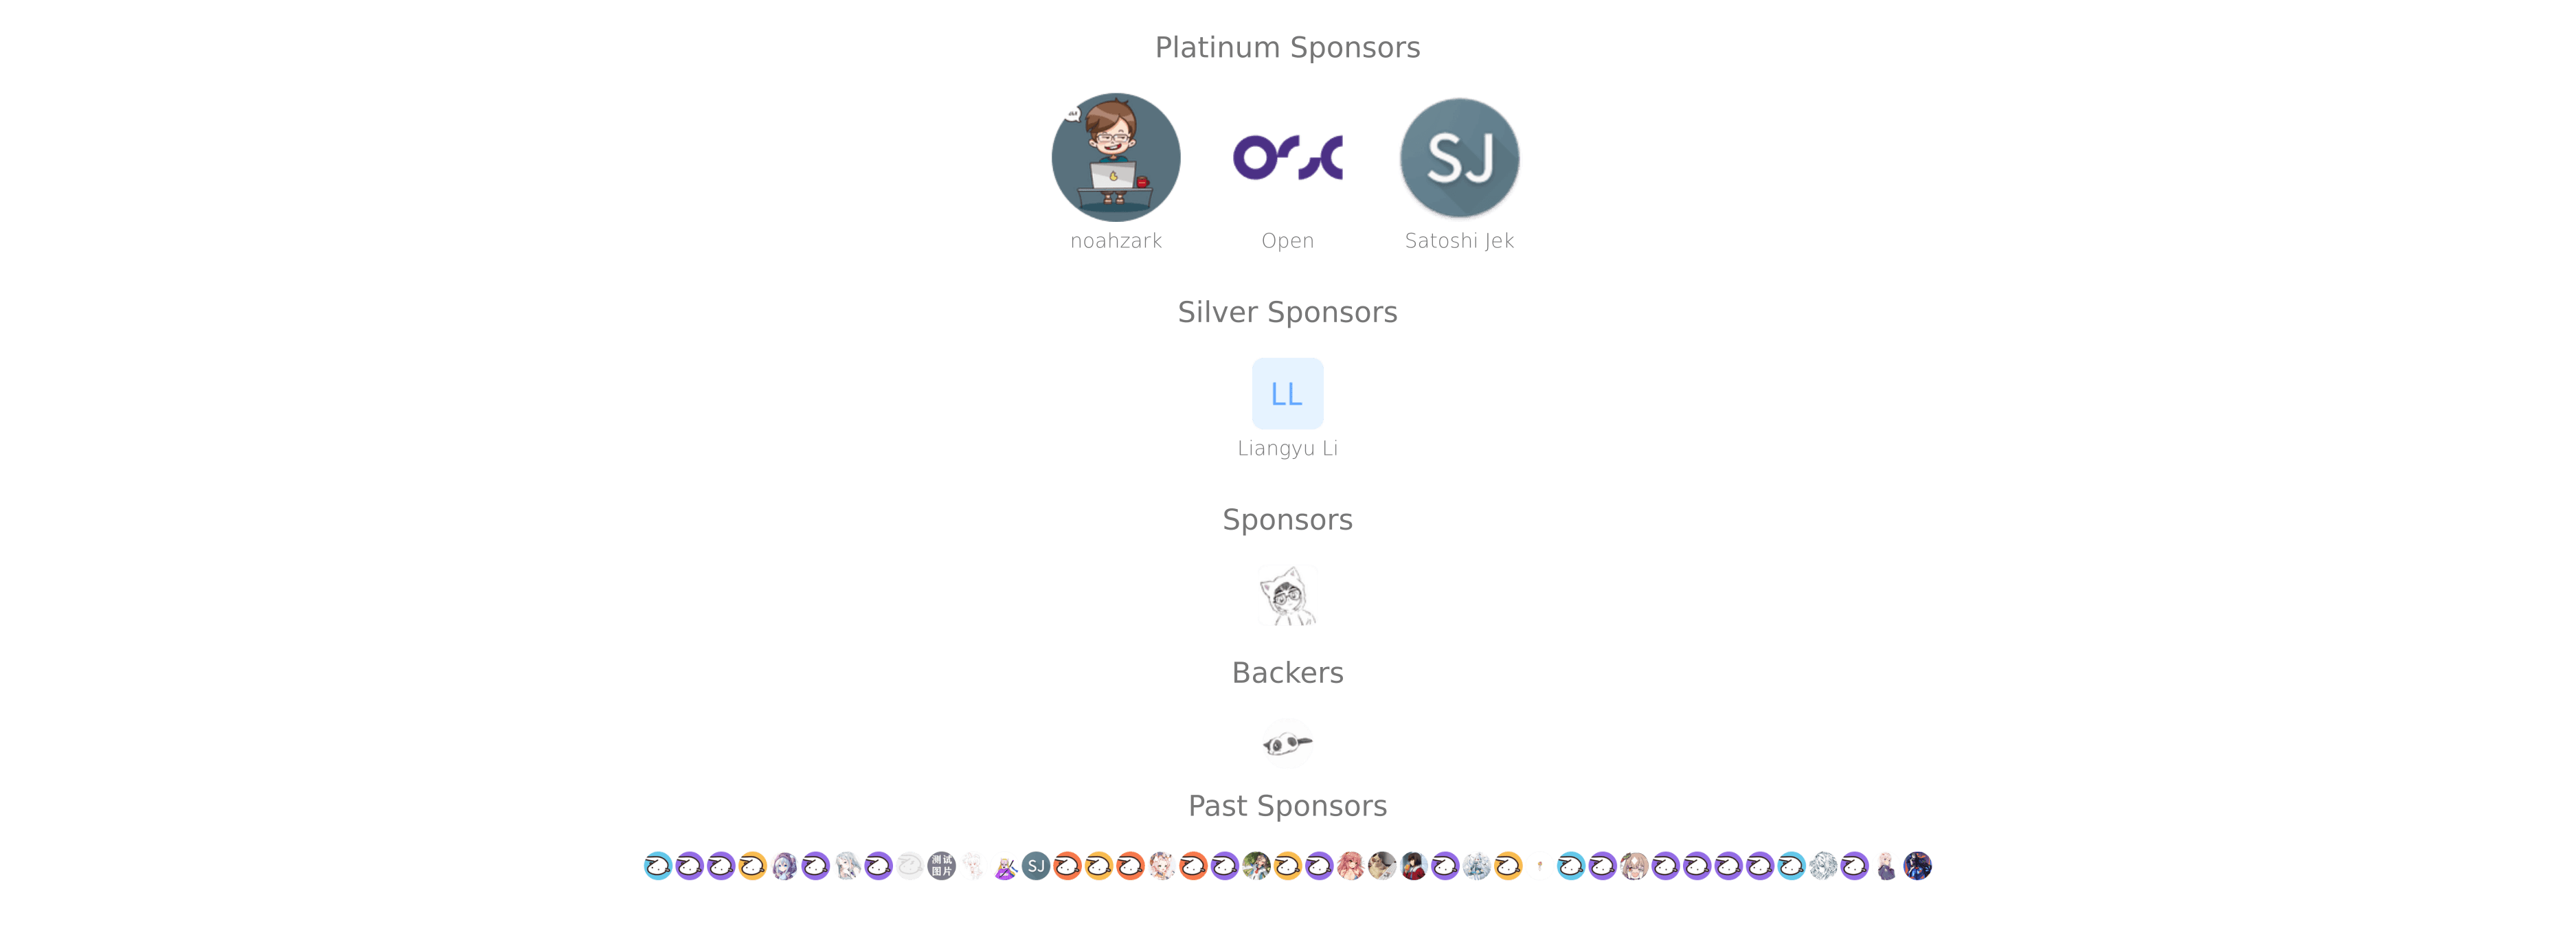 Platinum Sponsors
SJ
noahzark
Open
Satoshi Jek
Silver Sponsors
LL
Liangyu Li
Sponsors
Backers
Past Sponsors
测试
图片
SJ